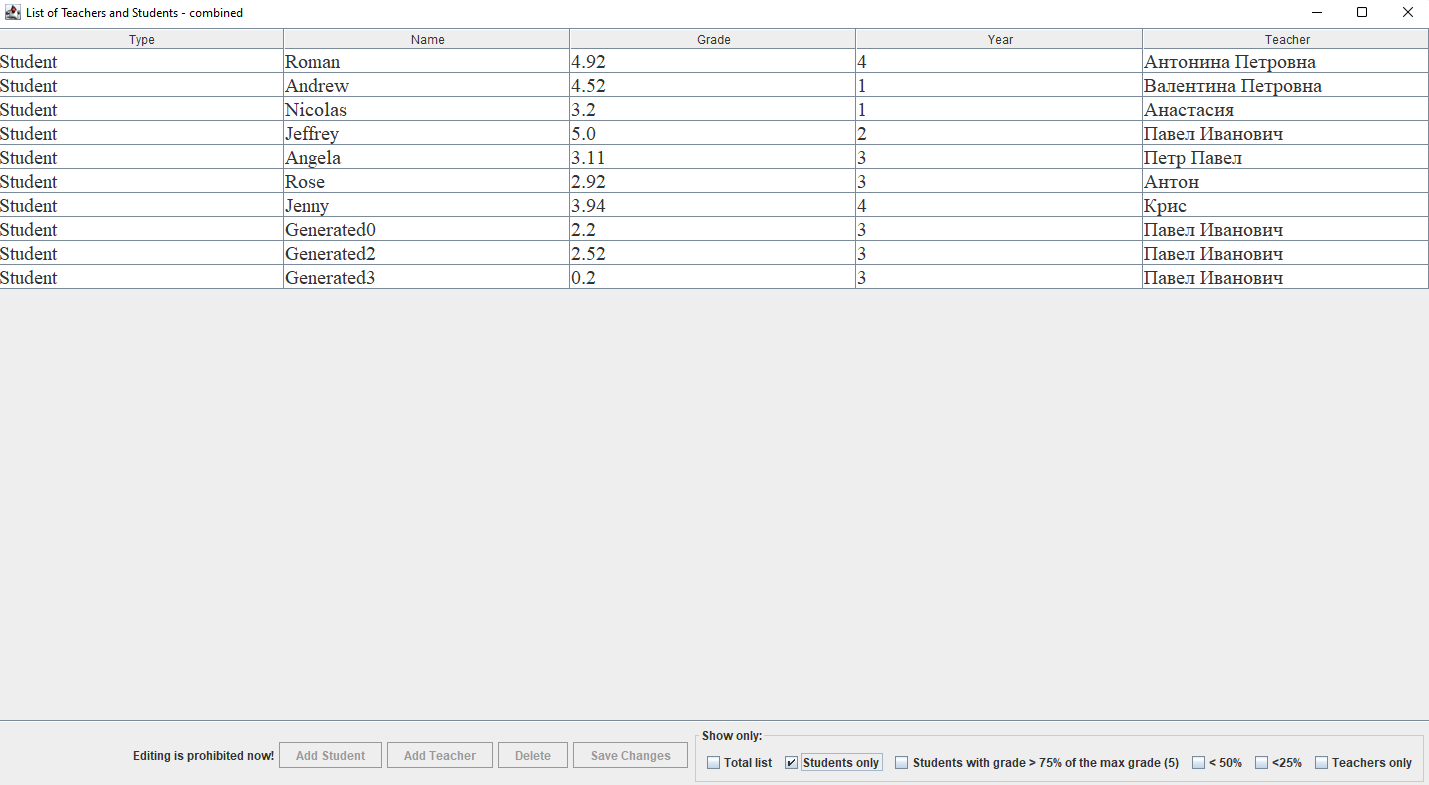 List of Teachers and Students - combined
Type Name Grade Year Teacher
Student Roman 4.92 4 Антонина Петровна
Student Andrew 4.52 1 Валентина Петровна
Student Nicolas 3.2 1 Анастасия
Student Jeffrey 5.0 2 Павел Иванович
Student Angela 3.11 3 Петр Павел
Student Rose 2.92 3 Антон
Student Jenny 3.94 4 Крис
Student Generated0 2.2 3 Павел Иванович
Student Generated2 2.52 3 Павел Иванович
Student Generated3 0.2 3 Павел Иванович
Show only:
Editing is prohibited now! Add Student Add Teacher Delete Save Changes
Total list Students only Students with grade > 75% of the max grade (5) < 50% <25% Teachers only